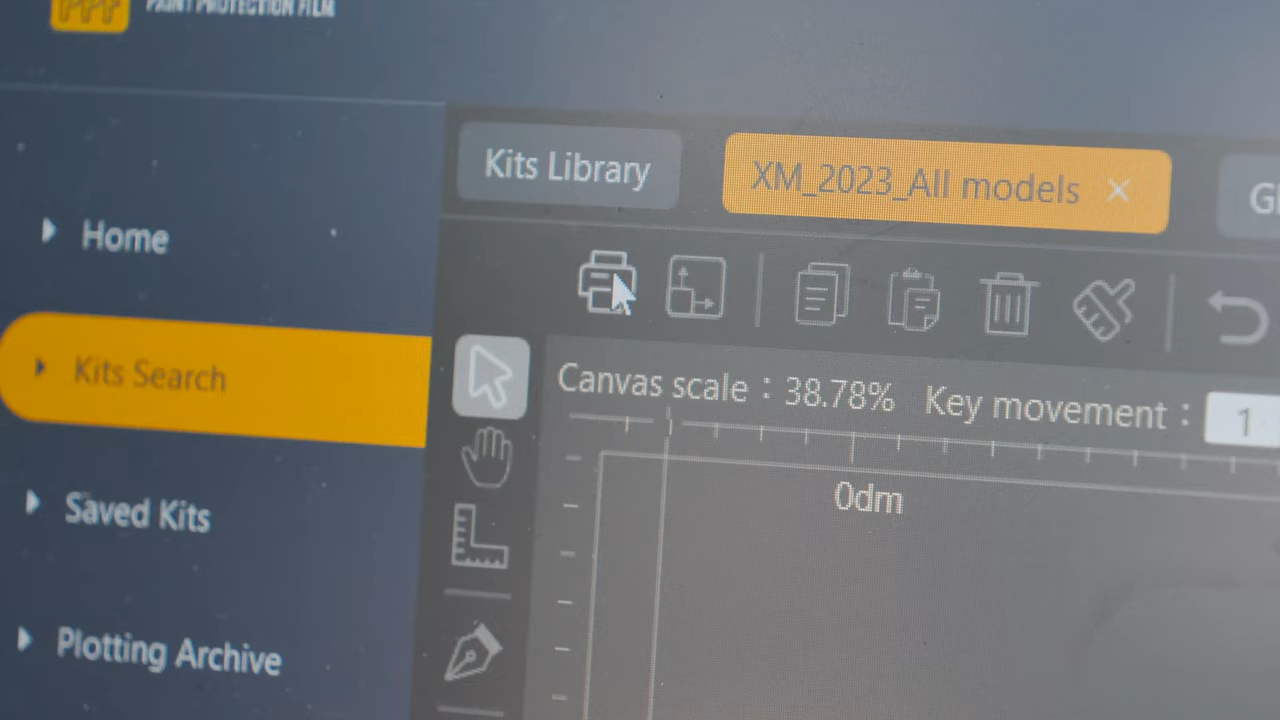 PPF PAINT PROTECTION FILM
Kits Library
XM_2023_All models
Home
Kits Search
Canvas scale : 38.78% Key movement : 1
0dm
Saved Kits
Plotting Archive